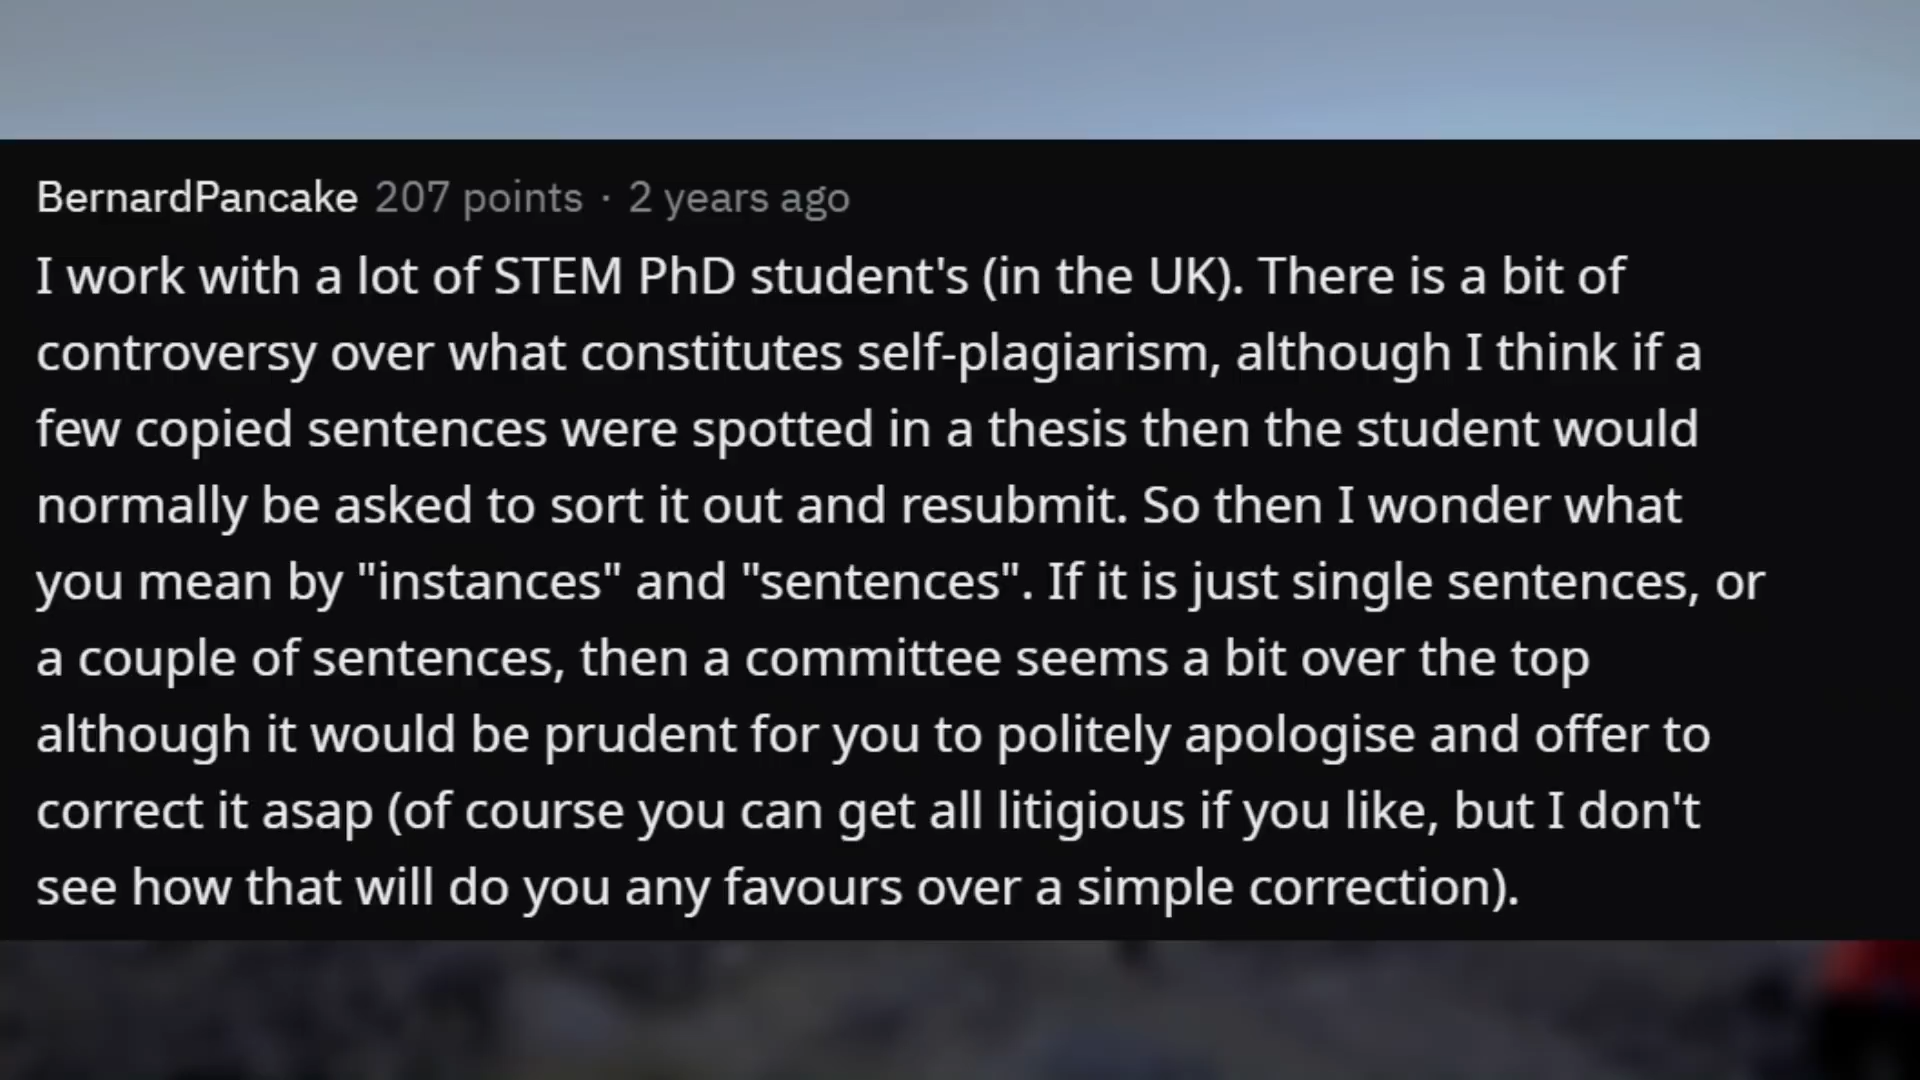 BernardPancake 207 points · 2 years ago
I work with a lot of STEM PhD student's (in the UK). There is a bit of
controversy over what constitutes self-plagiarism, although I think if a
few copied sentences were spotted in a thesis then the student would
normally be asked to sort it out and resubmit. So then I wonder what
you mean by "instances" and "sentences". If it is just single sentences, or
a couple of sentences, then a committee seems a bit over the top
although it would be prudent for you to politely apologise and offer to
correct it asap (of course you can get all litigious if you like, but I don't
see how that will do you any favours over a simple correction).